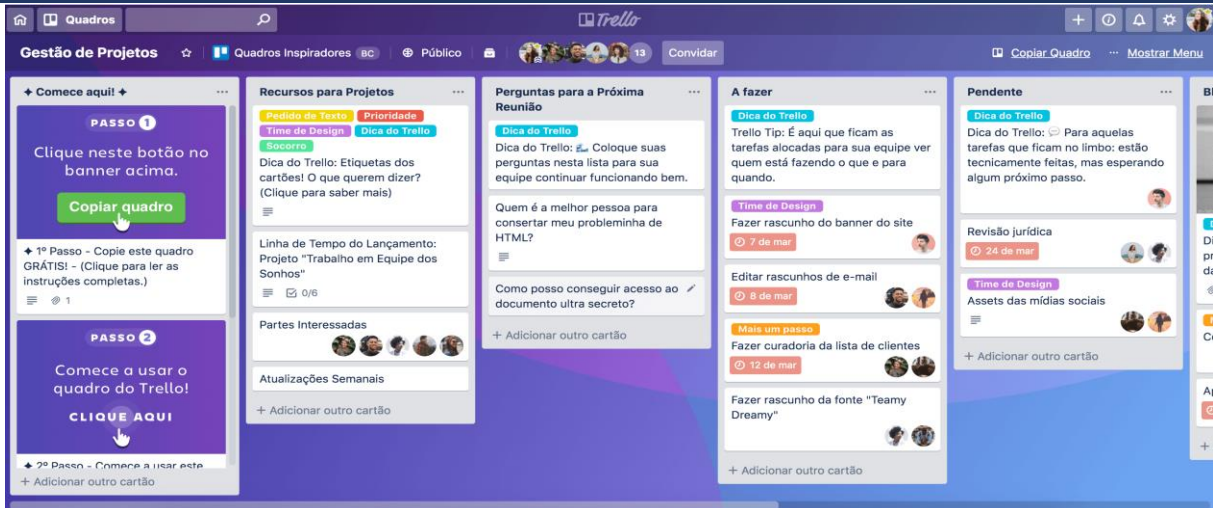 Quadros
Trello
Gestão de Projetos
Quadros Inspiradores BC
Público
13
Convidar
Copiar Quadro
Mostrar Menu
✦ Comece aqui! ✦
PASSO 1
Clique neste botão no
banner acima.
Copiar quadro
✦ 1º Passo - Copie este quadro
GRÁTIS! - (Clique para ler as
instruções completas.)
1
PASSO 2
Comece a usar o
quadro do Trello!
CLIQUE AQUI
✦ 2º Passo - Comece a usar este
+ Adicionar outro cartão
Recursos para Projetos
Pedido de Texto Prioridade
Time de Design Dica do Trello
Socorro
Dica do Trello: Etiquetas dos
cartões! O que querem dizer?
(Clique para saber mais)
Linha de Tempo do Lançamento:
Projeto "Trabalho em Equipe dos
Sonhos"
0/6
Partes Interessadas
Atualizações Semanais
+ Adicionar outro cartão
Perguntas para a Próxima
Reunião
Dica do Trello
Dica do Trello: Coloque suas
perguntas nesta lista para sua
equipe continuar funcionando bem.
Quem é a melhor pessoa para
consertar meu probleminha de
HTML?
Como posso conseguir acesso ao
documento ultra secreto?
+ Adicionar outro cartão
A fazer
Dica do Trello
Trello Tip: É aqui que ficam as
tarefas alocadas para sua equipe ver
quem está fazendo o que e para
quando.
Time de Design
Fazer rascunho do banner do site
7 de mar
Editar rascunhos de e-mail
8 de mar
Mais um passo
Fazer curadoria da lista de clientes
12 de mar
Fazer rascunho da fonte "Teamy
Dreamy"
+ Adicionar outro cartão
Pendente
Dica do Trello
Dica do Trello: 💬 Para aquelas
tarefas que ficam no limbo: estão
tecnicamente feitas, mas esperando
algum próximo passo.
Revisão jurídica
24 de mar
Time de Design
Assets das mídias sociais
+ Adicionar outro cartão